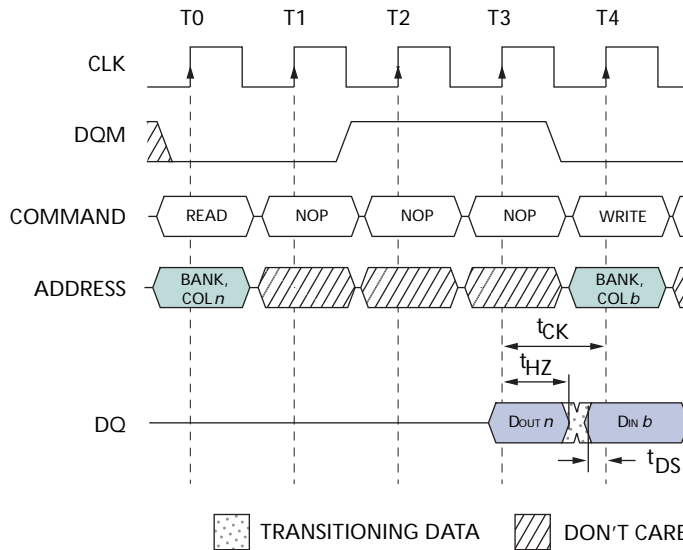 T0 T1 T2 T3 T4
CLK
DQM
COMMAND READ NOP NOP NOP WRITE
ADDRESS BANK, COL n BANK, COL b
tCK
tHZ
DQ DOUT n DIN b
tDS
TRANSITIONING DATA DON'T CARE